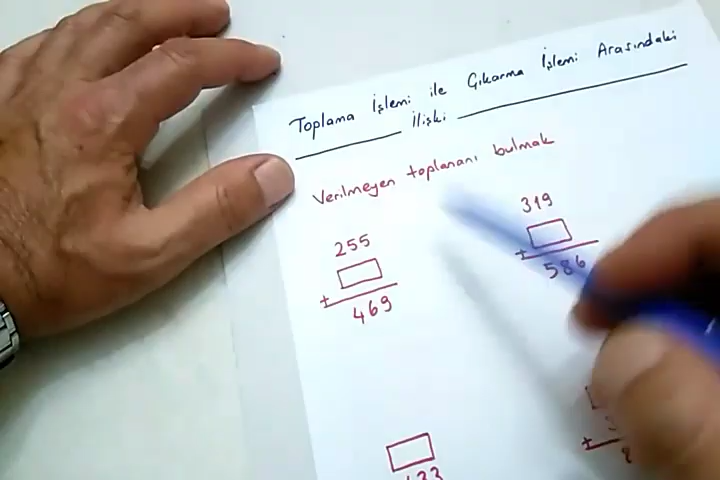 Toplama İşlemi ile Çıkarma İşlemi Arasındaki
İlişki
Verilmeyen toplananı bulmak
255
+
469
319
+
586
+